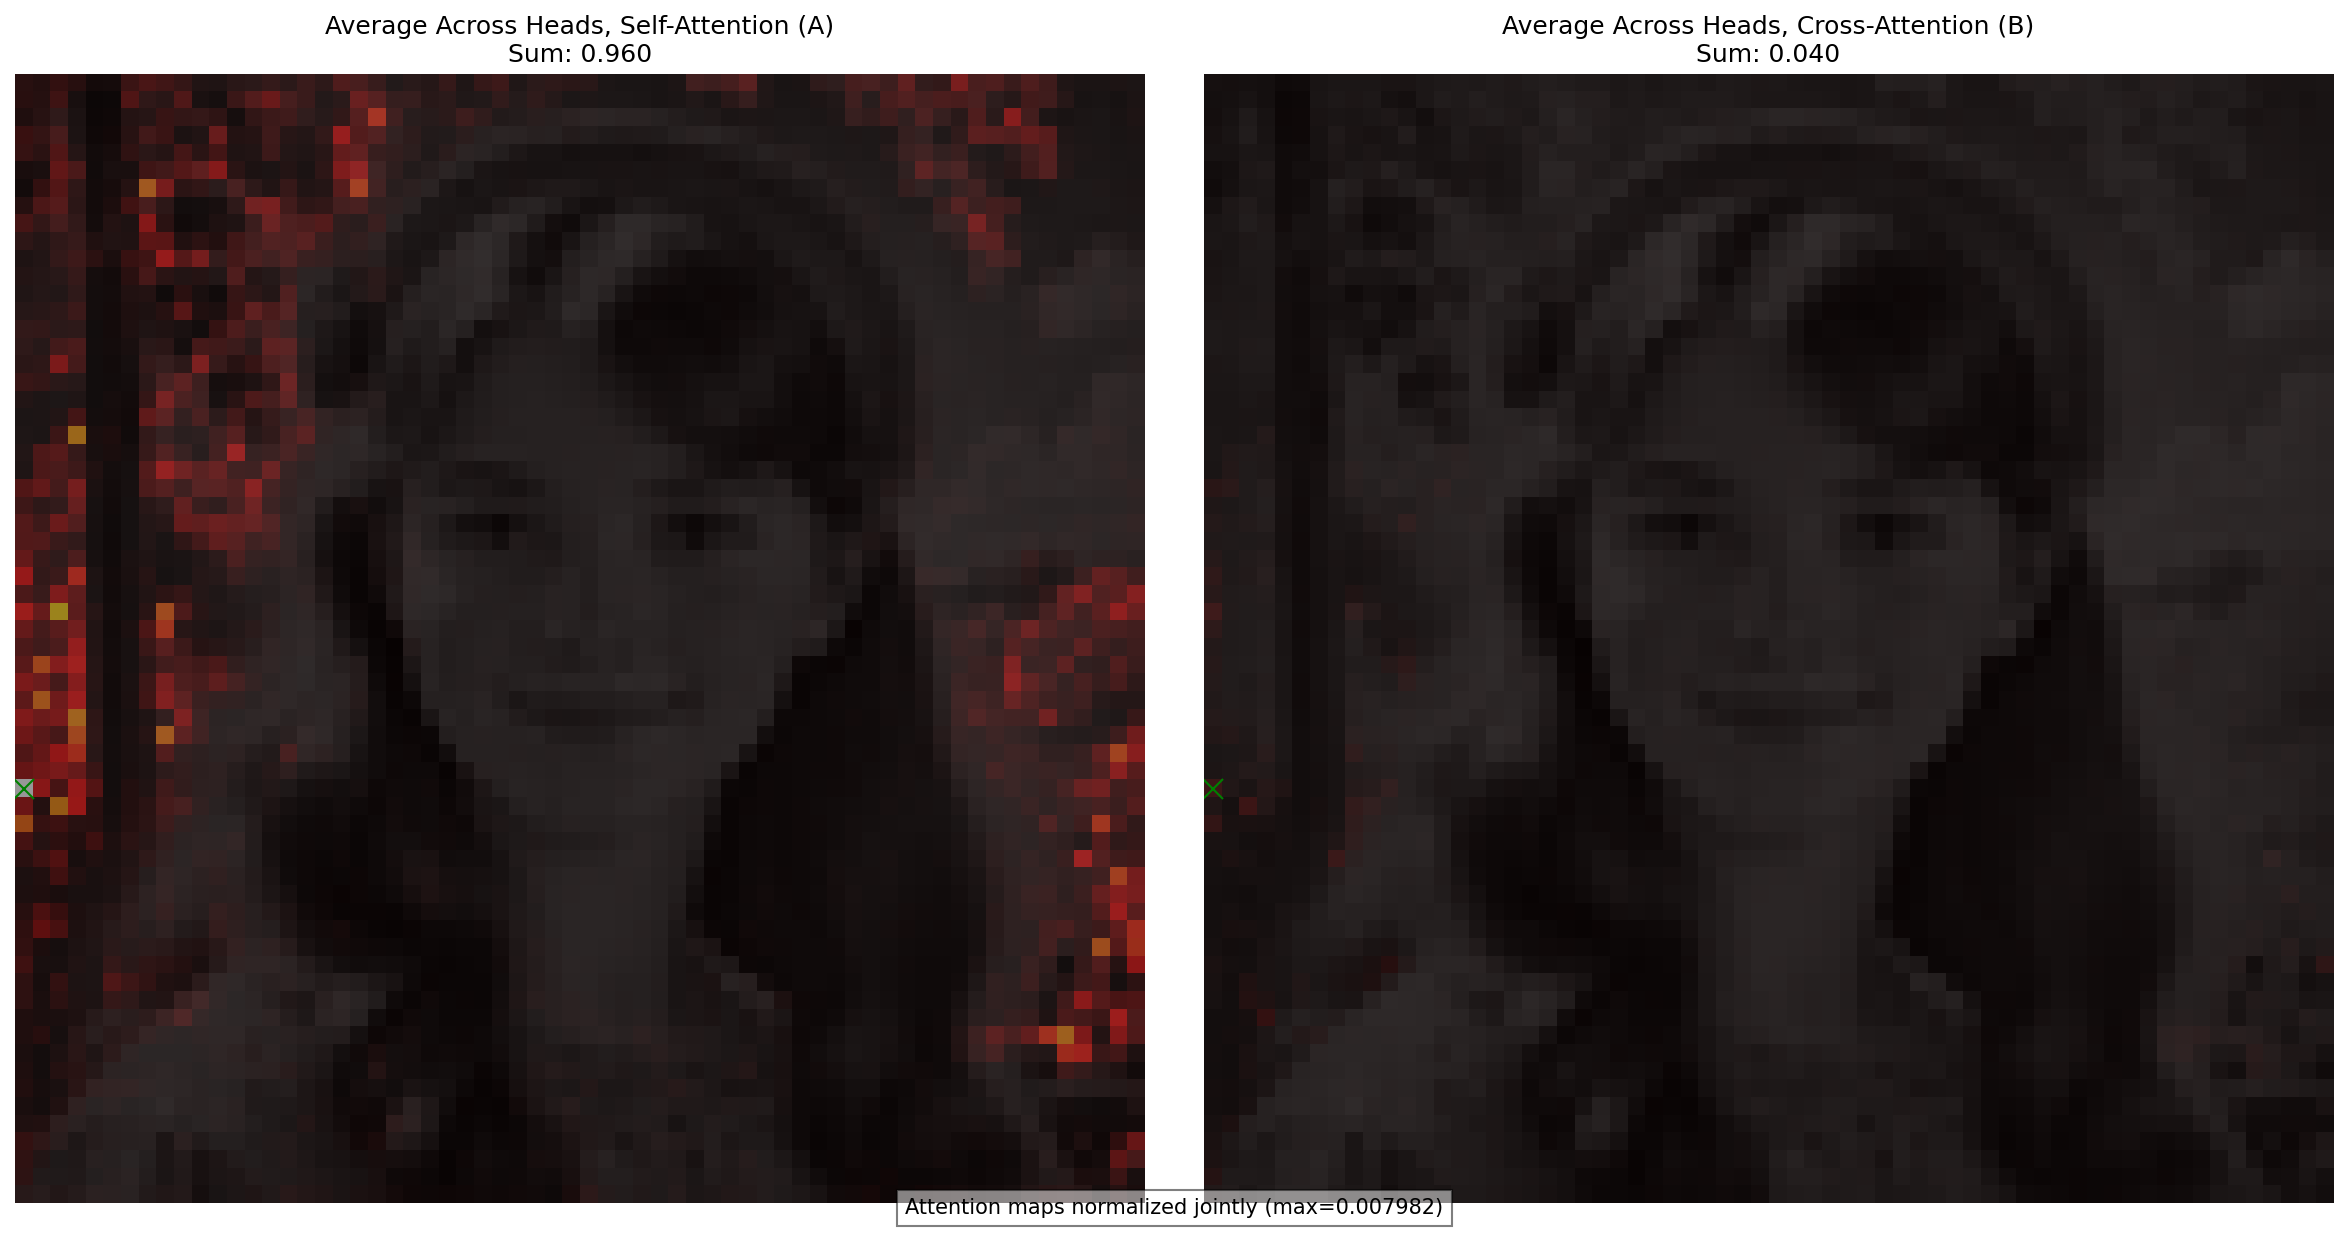 Average Across Heads, Self-Attention (A)
Sum: 0.960
Average Across Heads, Cross-Attention (B)
Sum: 0.040
Attention maps normalized jointly (max=0.007982)